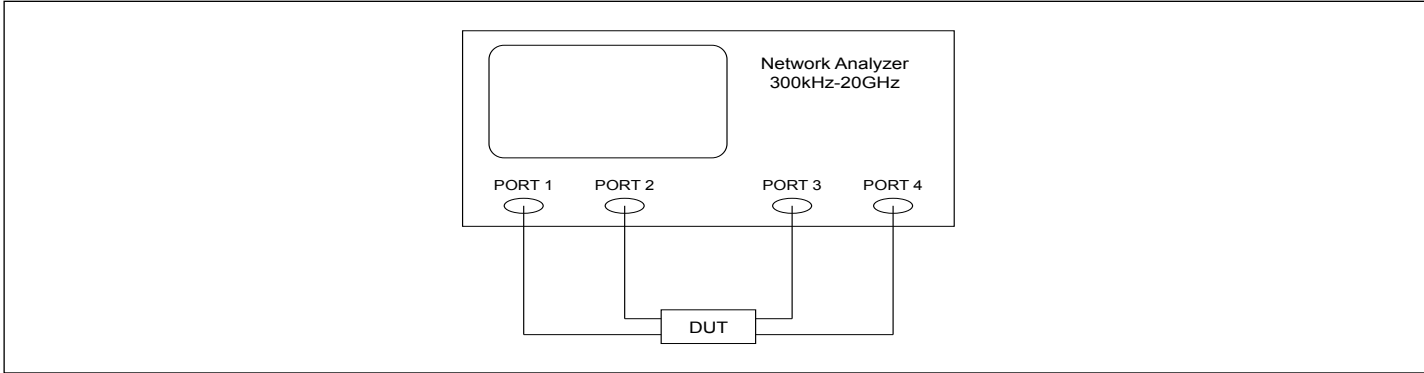 Network Analyzer
300kHz-20GHz
PORT 1 PORT 2 PORT 3 PORT 4
DUT